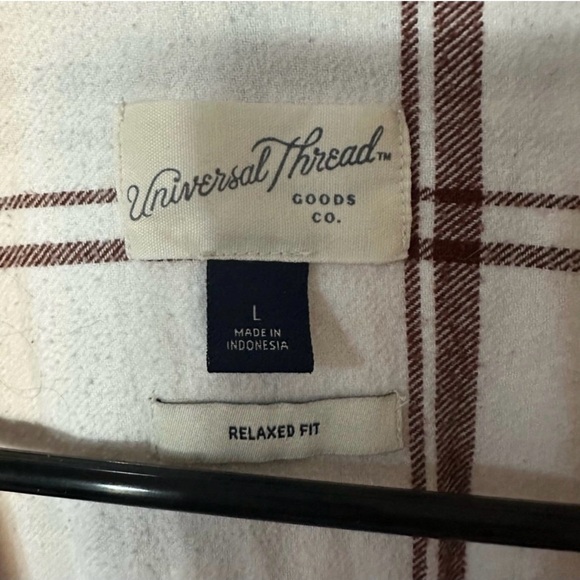 Universal Thread™
GOODS
CO.
L
MADE IN
INDONESIA
RELAXED FIT